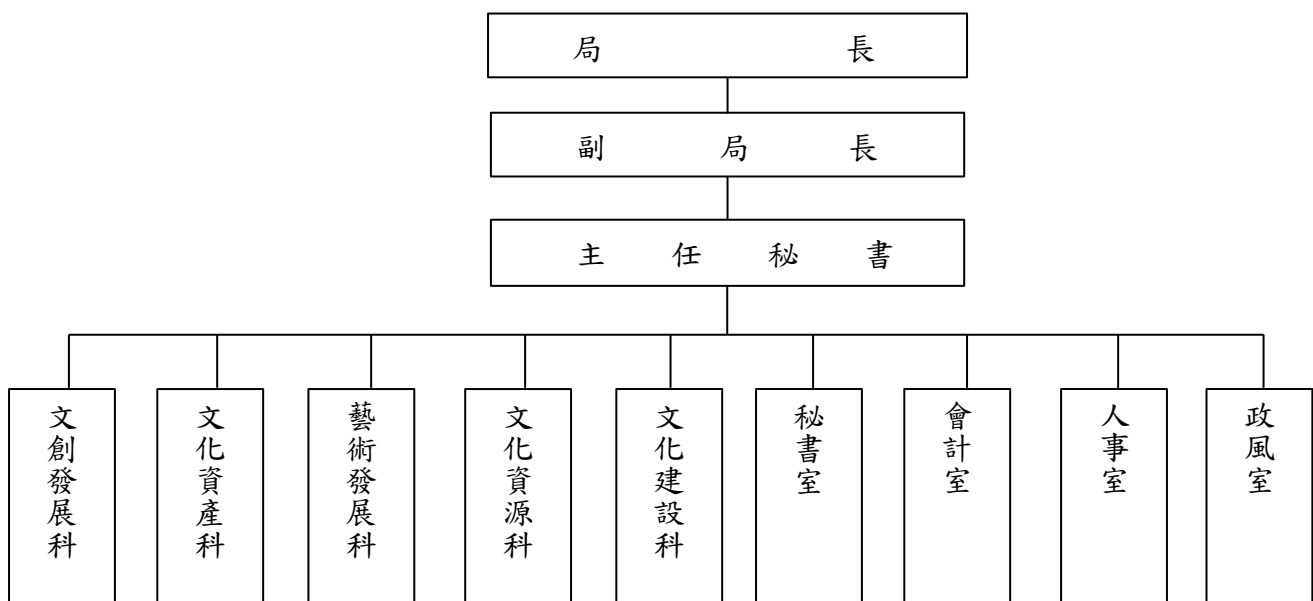 局長
副局長
主任秘書
文創發展科
文化資產科
藝術發展科
文化資源科
文化建設科
秘書室
會計室
人事室
政風室